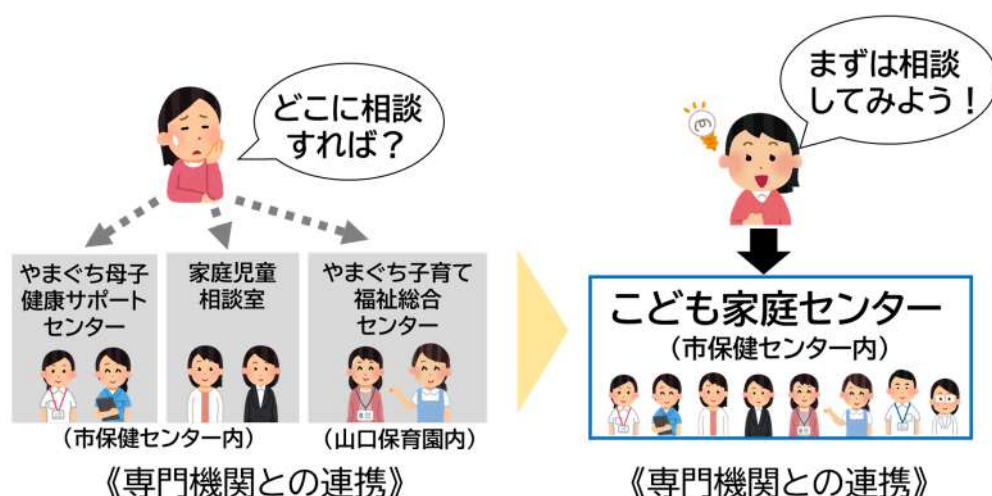 どこに相談
すれば？
やまぐち母子
健康サポート
センター
家庭児童
相談室
やまぐち子育て
福祉総合
センター
（市保健センター内）
（山口保育園内）
《専門機関との連携》
まずは相談
してみよう！
こども家庭センター
（市保健センター内）
《専門機関との連携》